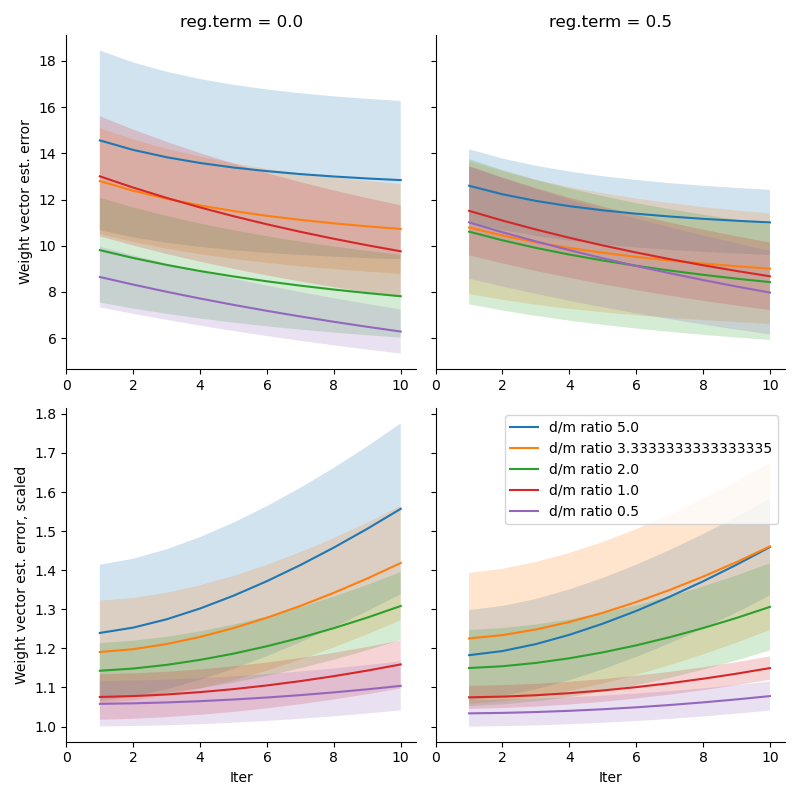 reg.term = 0.0
reg.term = 0.5
Weight vector est. error
18
16
14
12
10
8
6
0 2 4 6 8 10
0 2 4 6 8 10
Weight vector est. error, scaled
1.8
1.7
1.6
1.5
1.4
1.3
1.2
1.1
1.0
d/m ratio 5.0
d/m ratio 3.3333333333333335
d/m ratio 2.0
d/m ratio 1.0
d/m ratio 0.5
0 2 4 6 8 10
0 2 4 6 8 10
Iter
Iter